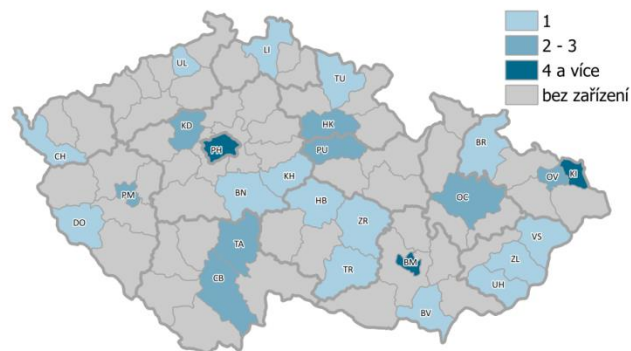 1
2 - 3
4 a více
bez zařízení
LI
UL
TU
KD
HK
PH
PU
BR
CH
KH
OV
KI
PM
BN
HB
OC
DO
ZR
TA
VS
BM
ZL
CB
TR
UH
BV